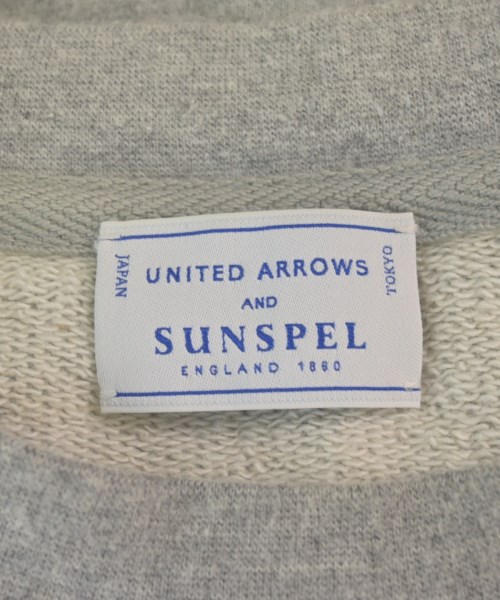 UNITED ARROWS
AND
SUNSPEL
ENGLAND 1860
JAPAN
TOKYO